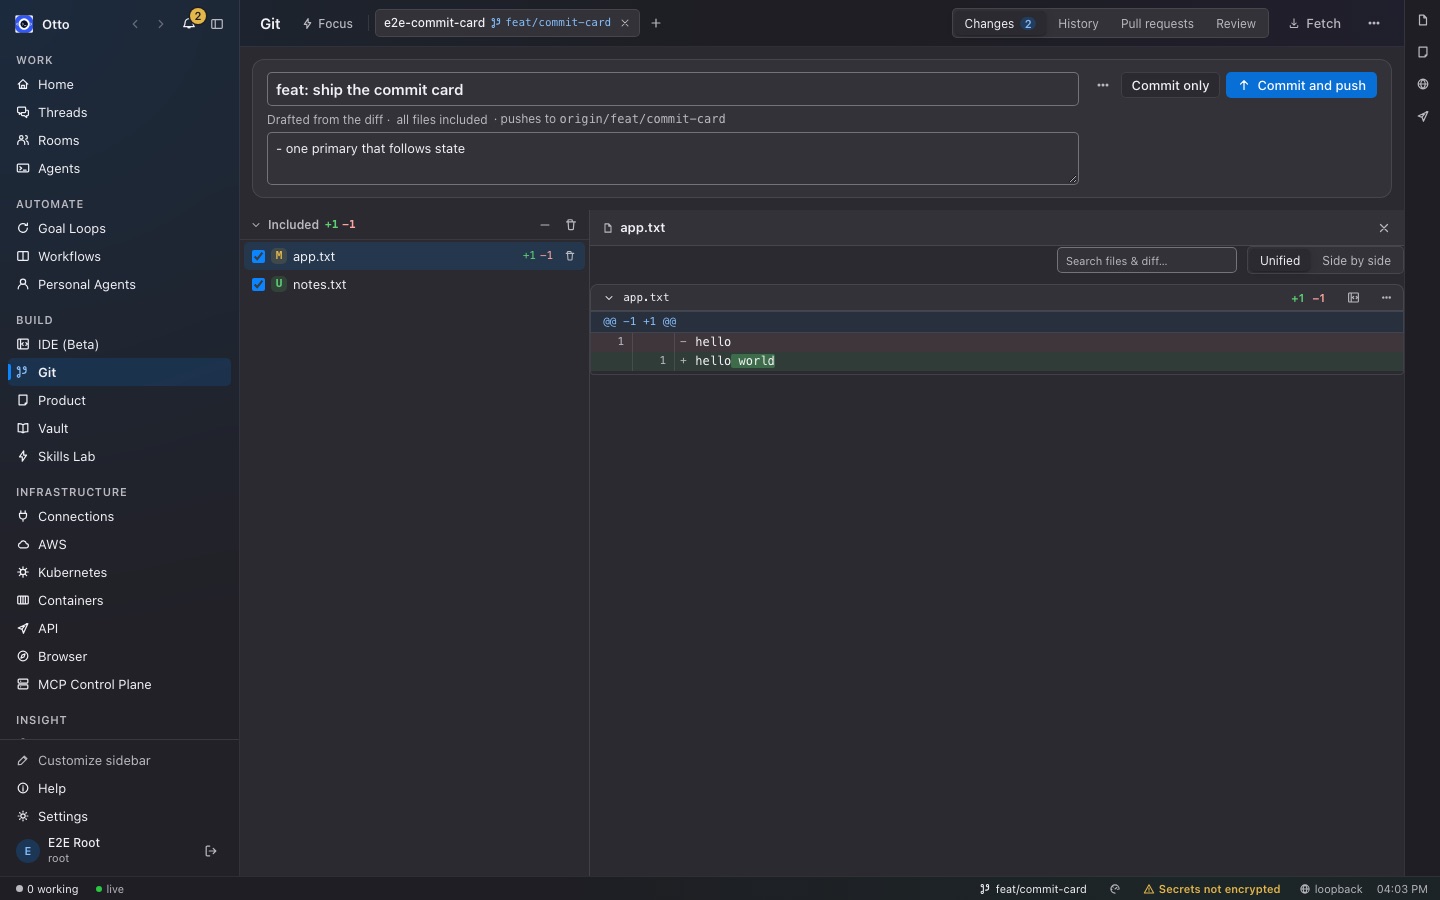 Otto
2
WORK
Home
Threads
Rooms
Agents
AUTOMATE
Goal Loops
Workflows
Personal Agents
BUILD
IDE (Beta)
Git
Product
Vault
Skills Lab
INFRASTRUCTURE
Connections
AWS
Kubernetes
Containers
API
Browser
MCP Control Plane
INSIGHT
Customize sidebar
Help
Settings
E
E2E Root
root
Git
Focus
e2e-commit-card feat/commit-card
Changes 2
History
Pull requests
Review
Fetch
feat: ship the commit card
Commit only
Commit and push
Drafted from the diff · all files included · pushes to origin/feat/commit-card
- one primary that follows state
Included +1 −1
M app.txt +1 −1
U notes.txt
app.txt
Search files & diff…
Unified
Side by side
app.txt +1 −1
@@ −1 +1 @@
1 − hello
1 + hello world
0 working
live
feat/commit-card
Secrets not encrypted
loopback
04:03 PM